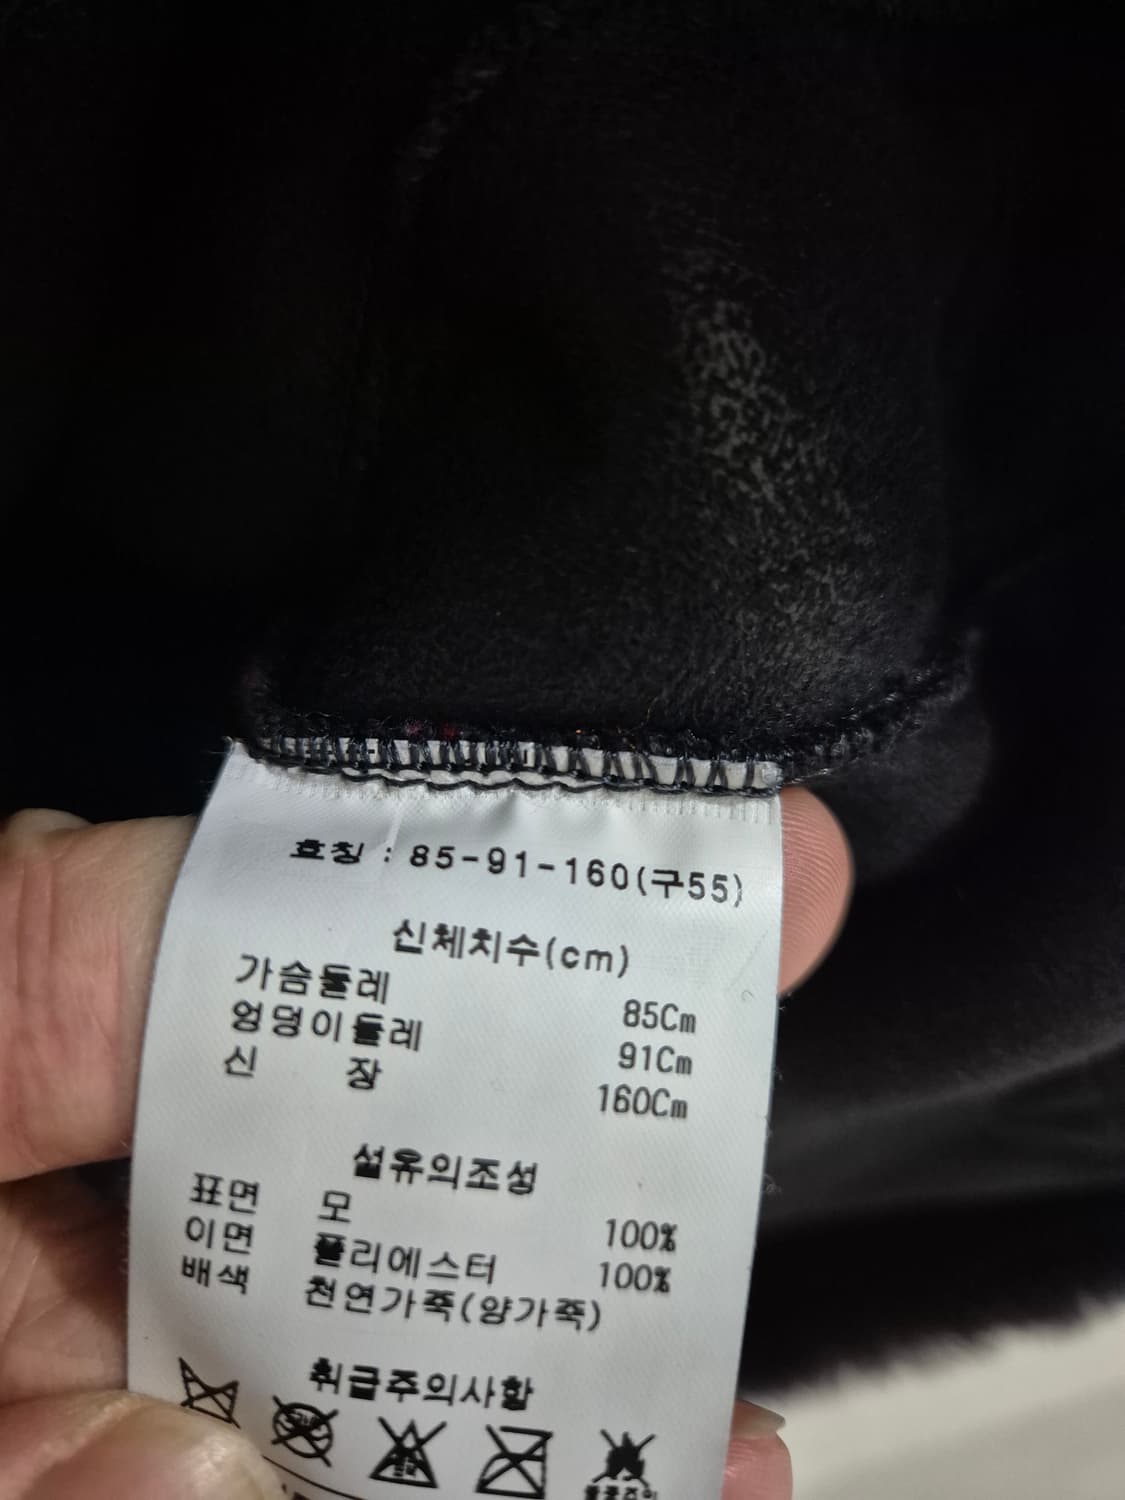 호칭 : 85-91-160(구55)
신체치수(cm)
가슴둘레 85Cm
엉덩이둘레 91Cm
신 장 160Cm
섬유의조성
표면 모 100%
이면 폴리에스터 100%
배색 천연가죽(양가죽)
취급주의사항